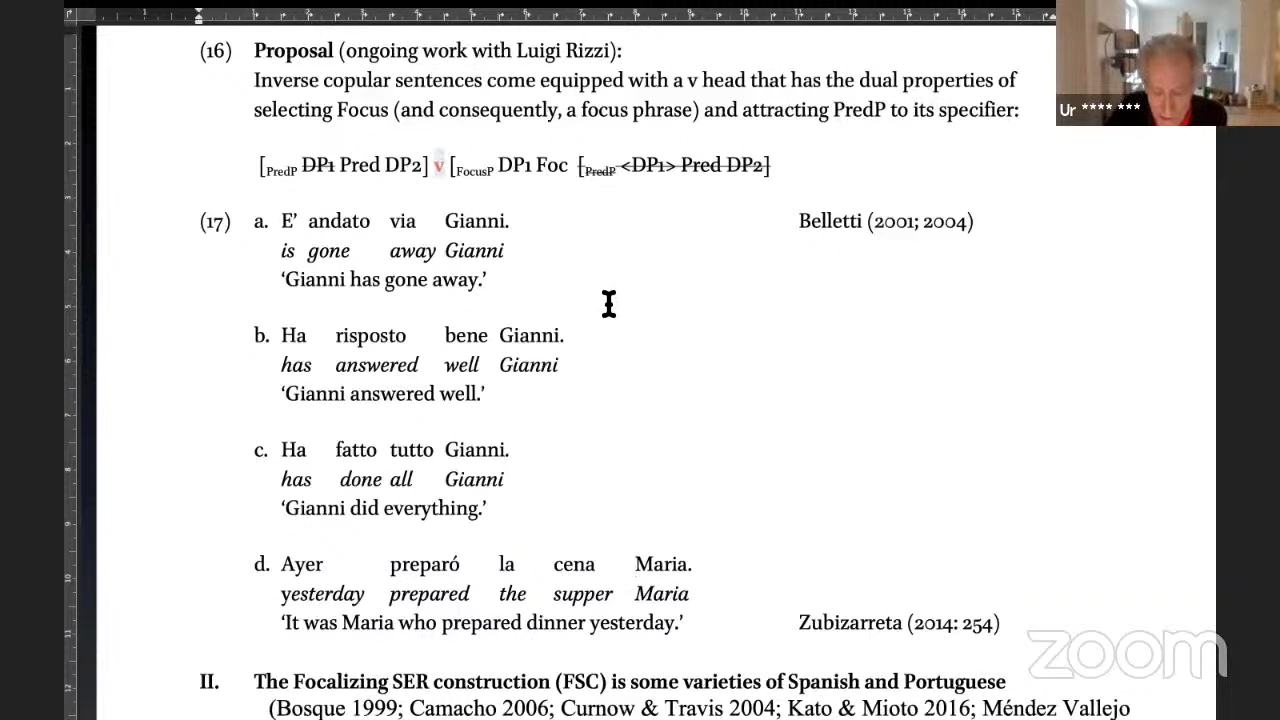 (16) Proposal (ongoing work with Luigi Rizzi):
Inverse copular sentences come equipped with a v head that has the dual properties of
selecting Focus (and consequently, a focus phrase) and attracting PredP to its specifier:
[PredP DP1 Pred DP2] v [FocusP DP1 Foc [PredP <DP1> Pred DP2]
(17) a. E’ andato via Gianni. Belletti (2001; 2004)
is gone away Gianni
‘Gianni has gone away.’
b. Ha risposto bene Gianni.
has answered well Gianni
‘Gianni answered well.’
c. Ha fatto tutto Gianni.
has done all Gianni
‘Gianni did everything.’
d. Ayer preparó la cena Maria.
yesterday prepared the supper Maria
‘It was Maria who prepared dinner yesterday.’ Zubizarreta (2014: 254)
II. The Focalizing SER construction (FSC) is some varieties of Spanish and Portuguese
(Bosque 1999; Camacho 2006; Curnow & Travis 2004; Kato & Mioto 2016; Méndez Vallejo
Ur **** ***
zoom